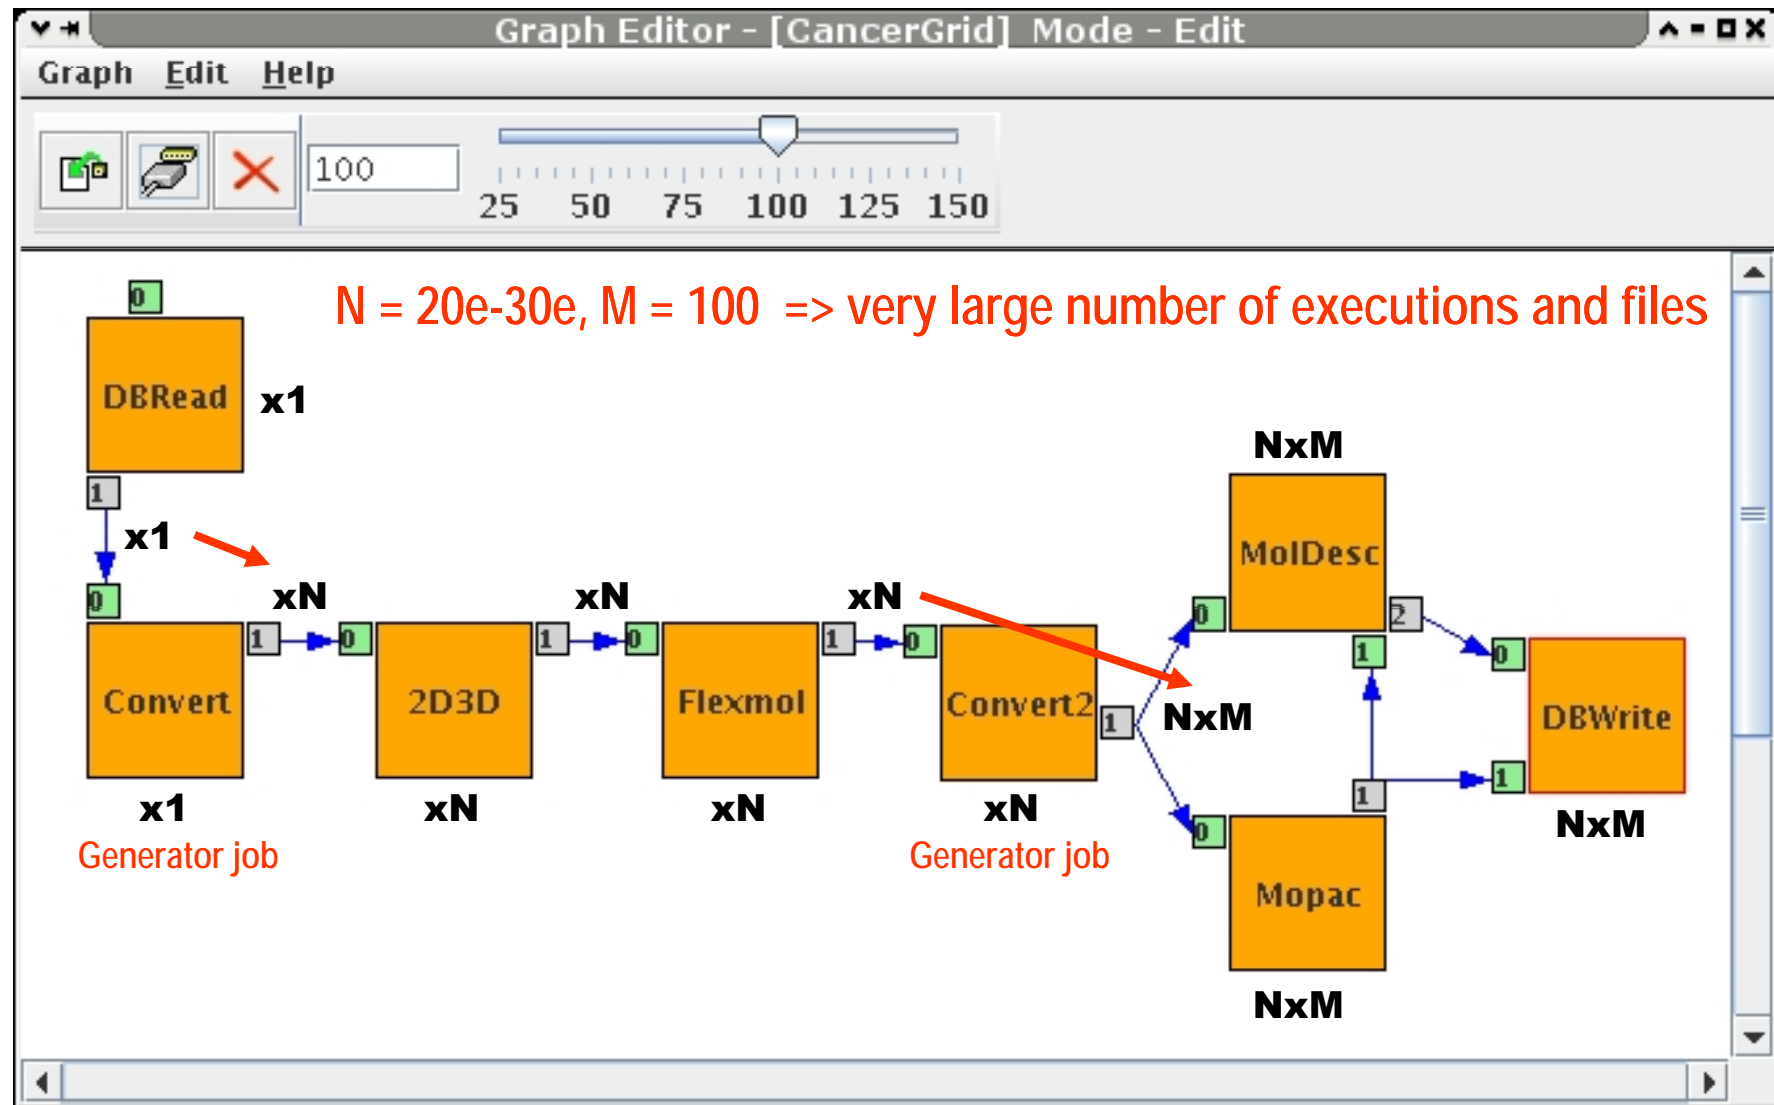 Graph Editor - [CancerGrid] Mode - Edit
Graph Edit Help
100
25 50 75 100 125 150
N = 20e-30e, M = 100 => very large number of executions and files
0
DBRead
x1
1
x1
0
Convert
1
xN
x1
Generator job
0
2D3D
1
xN
xN
0
Flexmol
1
xN
xN
0
Convert2
1
xN
Generator job
NxM
NxM
0
MolDesc
2
1
0
Mopac
1
NxM
0
DBWrite
1
NxM